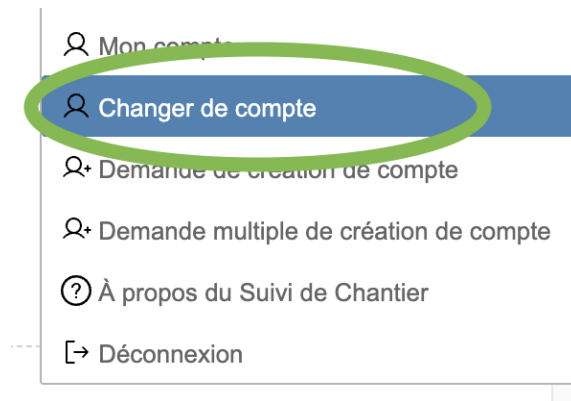 Mon compte
Changer de compte
Demande de création de compte
Demande multiple de création de compte
À propos du Suivi de Chantier
Déconnexion